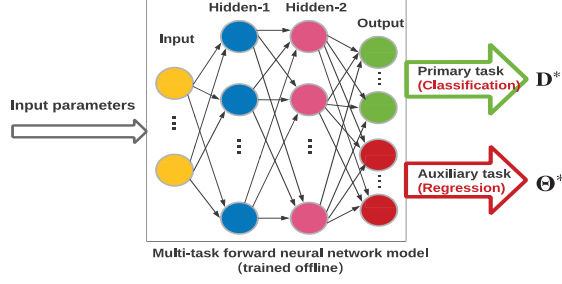 Hidden-1 Hidden-2
Output
Input
Primary task
(Classification)
D*
Input parameters
Auxiliary task
(Regression)
Θ*
Multi-task forward neural network model
(trained offline)